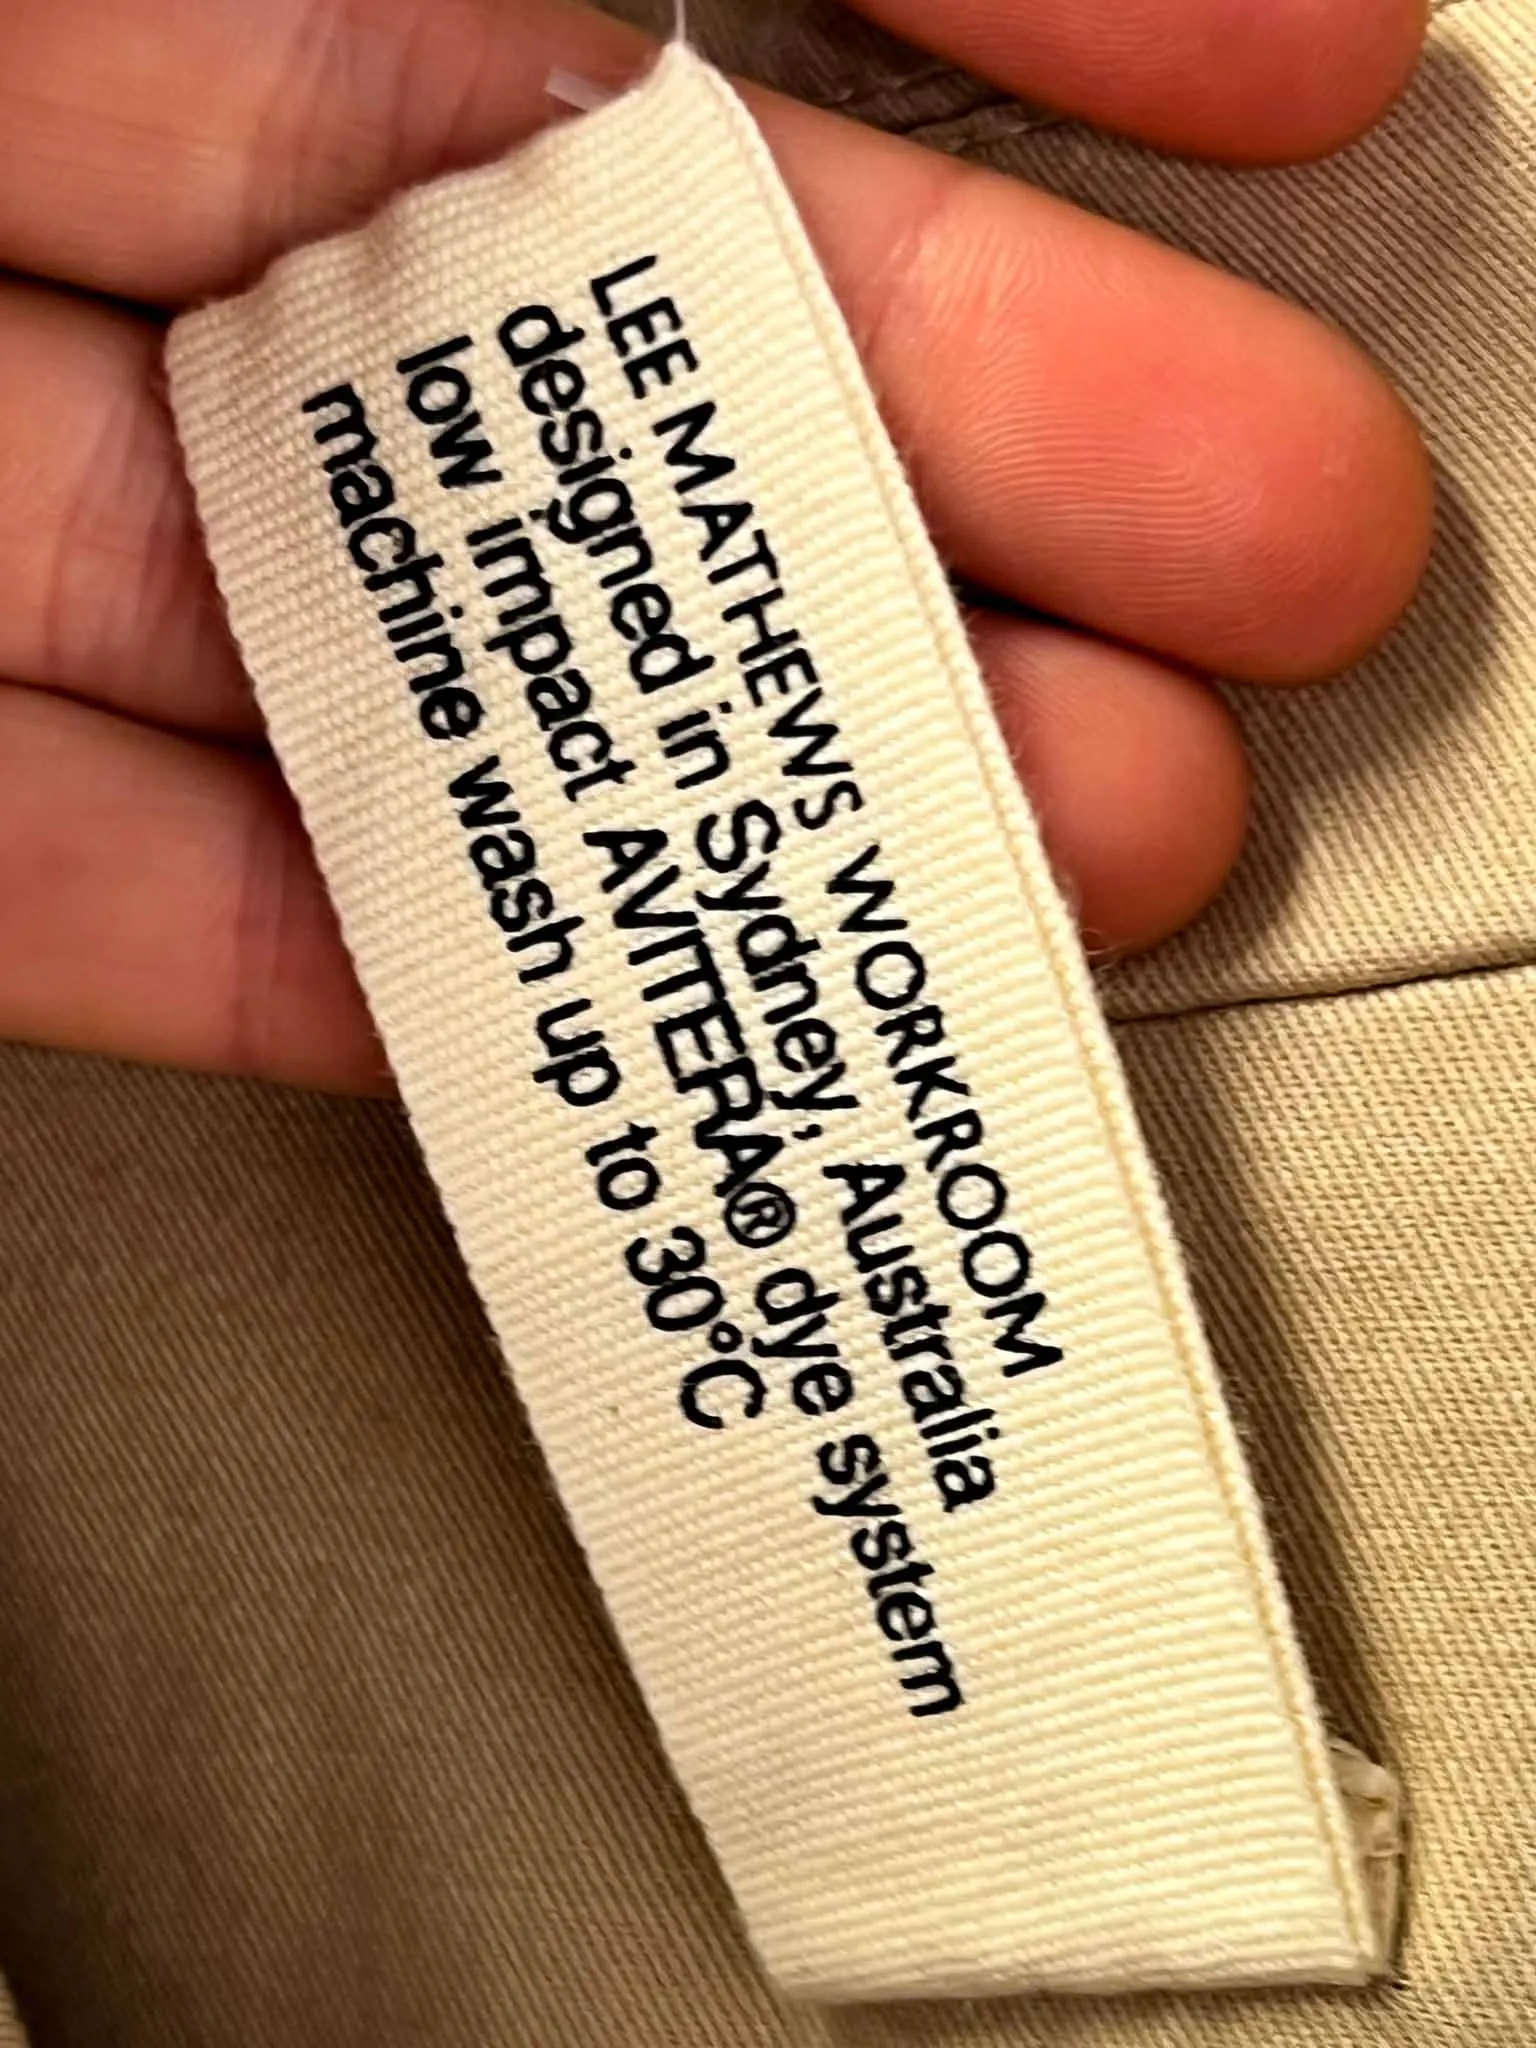 LEE MATHEWS WORKROOM
designed in Sydney, Australia
low impact AVITERA® dye system
machine wash up to 30°C